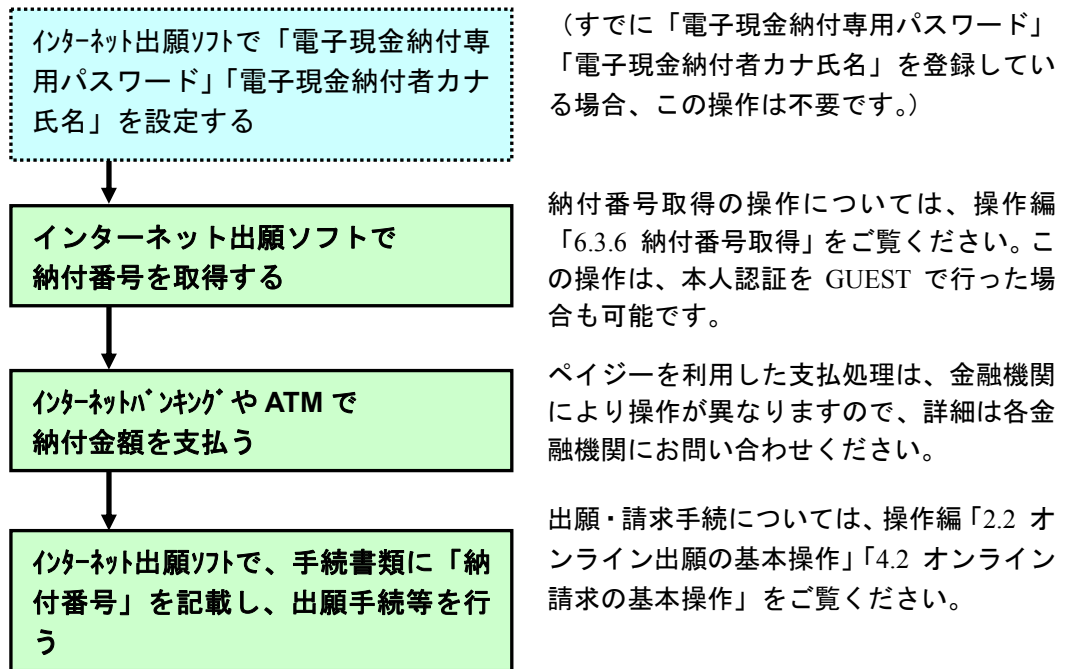 ｲﾝﾀｰﾈｯﾄ出願ｿﾌﾄで「電子現金納付専
用パスワード」「電子現金納付者カナ
氏名」を設定する
（すでに「電子現金納付専用パスワード」
「電子現金納付者カナ氏名」を登録してい
る場合、この操作は不要です。）
インターネット出願ソフトで
納付番号を取得する
納付番号取得の操作については、操作編
「6.3.6 納付番号取得」をご覧ください。こ
の操作は、本人認証を GUEST で行った場
合も可能です。
ｲﾝﾀｰﾈｯﾄﾊﾞﾝｷﾝｸﾞや ATM で
納付金額を支払う
ペイジーを利用した支払処理は、金融機関
により操作が異なりますので、詳細は各金
融機関にお問い合わせください。
ｲﾝﾀｰﾈｯﾄ出願ｿﾌﾄで、手続書類に「納
付番号」を記載し、出願手続等を行
う
出願・請求手続については、操作編「2.2 オ
ンライン出願の基本操作」「4.2 オンライン
請求の基本操作」をご覧ください。